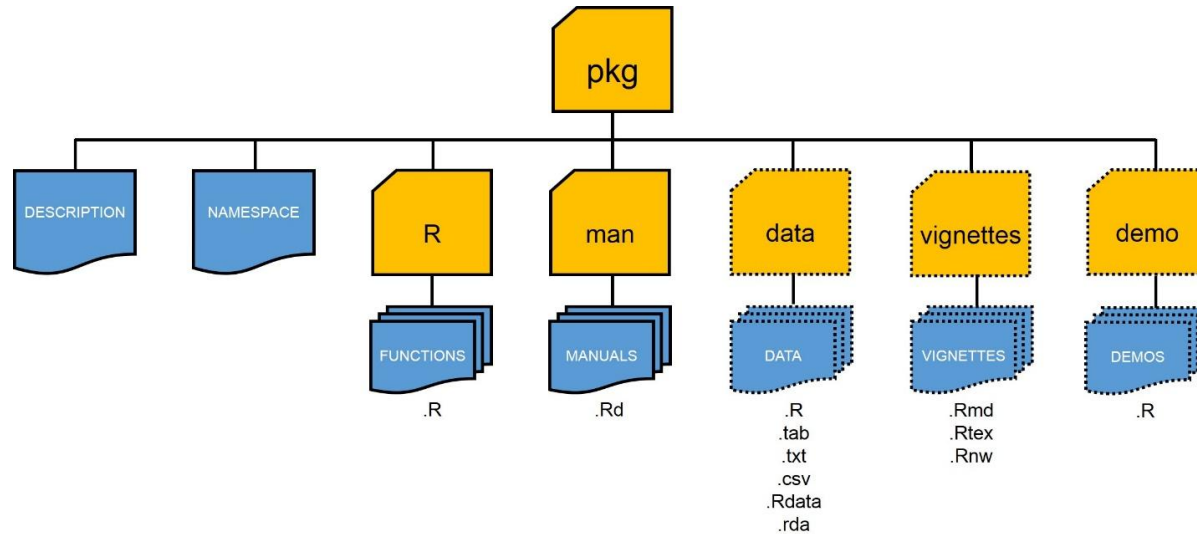 pkg
DESCRIPTION
NAMESPACE
R
man
data
vignettes
demo
FUNCTIONS
MANUALS
DATA
VIGNETTES
DEMOS
.R
.Rd
.R
.tab
.txt
.csv
.Rdata
.rda
.Rmd
.Rtex
.Rnw
.R